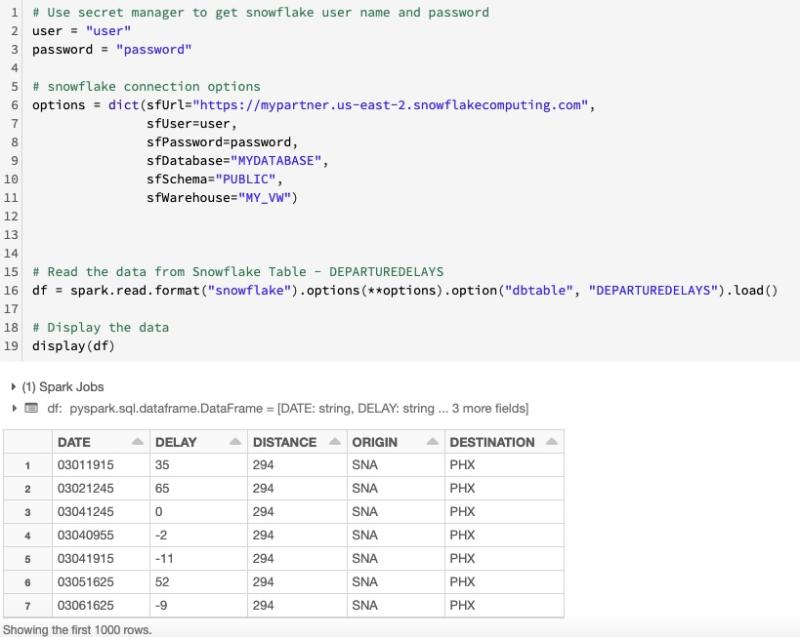 1 # Use secret manager to get snowflake user name and password
2 user = "user"
3 password = "password"
4
5 # snowflake connection options
6 options = dict(sfUrl="https://mypartner.us-east-2.snowflakecomputing.com",
7 sfUser=user,
8 sfPassword=password,
9 sfDatabase="MYDATABASE",
10 sfSchema="PUBLIC",
11 sfWarehouse="MY_VW")
12
13
14
15 # Read the data from Snowflake Table - DEPARTUREDELAYS
16 df = spark.read.format("snowflake").options(**options).option("dbtable", "DEPARTUREDELAYS").load()
17
18 # Display the data
19 display(df)
(1) Spark Jobs
df: pyspark.sql.dataframe.DataFrame = [DATE: string, DELAY: string ... 3 more fields]
DATE DELAY DISTANCE ORIGIN DESTINATION
1 03011915 35 294 SNA PHX
2 03021245 65 294 SNA PHX
3 03041245 0 294 SNA PHX
4 03040955 -2 294 SNA PHX
5 03041915 -11 294 SNA PHX
6 03051625 52 294 SNA PHX
7 03061625 -9 294 SNA PHX
Showing the first 1000 rows.